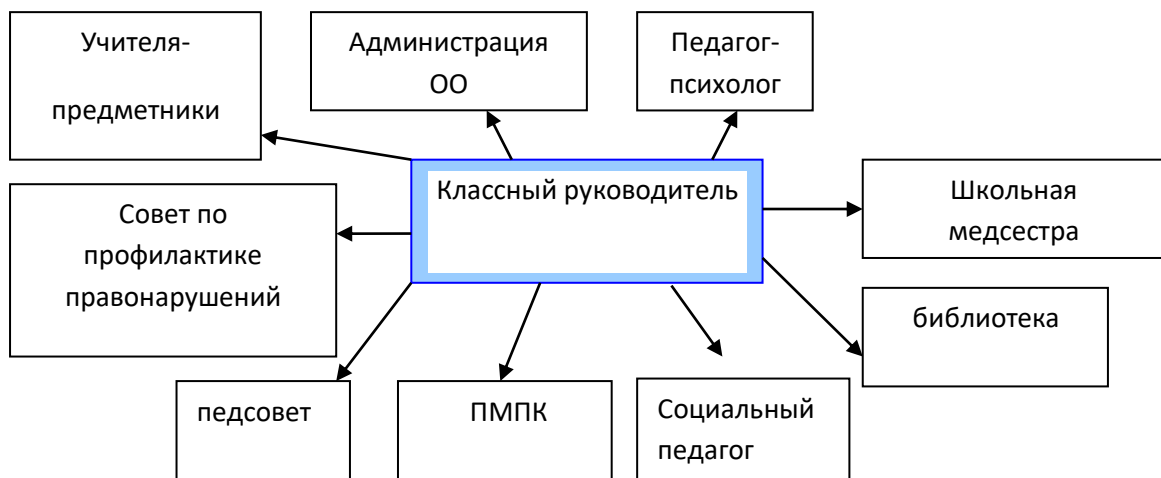 Учителя-
предметники
Администрация
ОО
Педагог-
психолог
Классный руководитель
Школьная
медсестра
Совет по
профилактике
правонарушений
библиотека
педсовет
ПМПК
Социальный
педагог